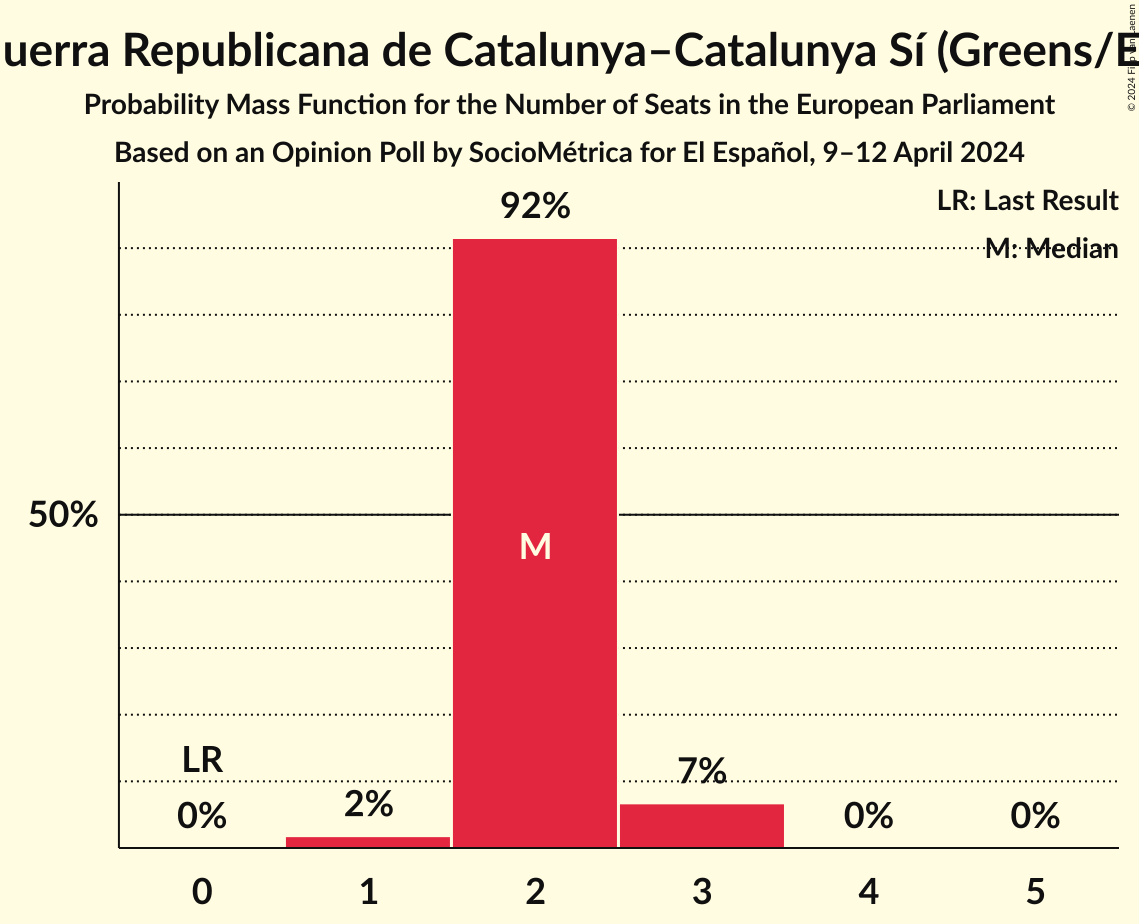 uerra Republicana de Catalunya–Catalunya Sí (Greens/E
Probability Mass Function for the Number of Seats in the European Parliament
Based on an Opinion Poll by SocioMétrica for El Español, 9–12 April 2024
© 2024 Filip van Laenen
LR: Last Result
M: Median
92%
50%
M
LR
0%
2%
7%
0%
0%
0 1 2 3 4 5